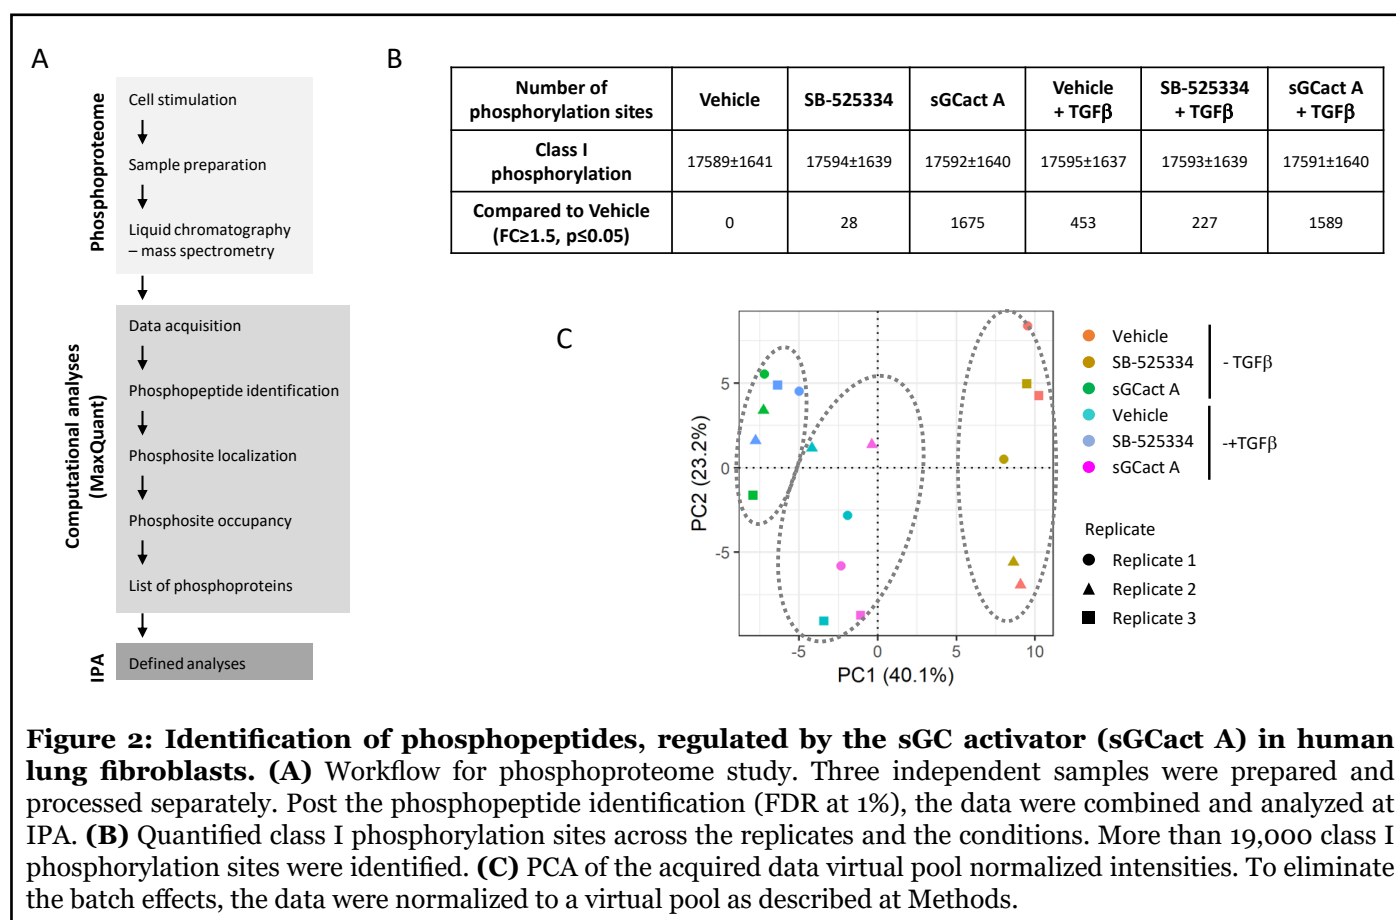 A
Phosphoproteome
Cell stimulation
Sample preparation
Liquid chromatography
– mass spectrometry
Computational analyses
(MaxQuant)
Data acquisition
Phosphopeptide identification
Phosphosite localization
Phosphosite occupancy
List of phosphoproteins
IPA
Defined analyses
B
Number of phosphorylation sites | Vehicle | SB-525334 | sGCact A | Vehicle + TGFβ | SB-525334 + TGFβ | sGCact A + TGFβ
Class I phosphorylation | 17589±1641 | 17594±1639 | 17592±1640 | 17595±1637 | 17593±1639 | 17591±1640
Compared to Vehicle (FC≥1.5, p≤0.05) | 0 | 28 | 1675 | 453 | 227 | 1589
C
PC2 (23.2%)
5
0
-5
-5 0 5 10
PC1 (40.1%)
Vehicle
SB-525334
sGCact A
- TGFβ
Vehicle
SB-525334
sGCact A
-+TGFβ
Replicate
Replicate 1
Replicate 2
Replicate 3
Figure 2: Identification of phosphopeptides, regulated by the sGC activator (sGCact A) in human
lung fibroblasts. (A) Workflow for phosphoproteome study. Three independent samples were prepared and
processed separately. Post the phosphopeptide identification (FDR at 1%), the data were combined and analyzed at
IPA. (B) Quantified class I phosphorylation sites across the replicates and the conditions. More than 19,000 class I
phosphorylation sites were identified. (C) PCA of the acquired data virtual pool normalized intensities. To eliminate
the batch effects, the data were normalized to a virtual pool as described at Methods.